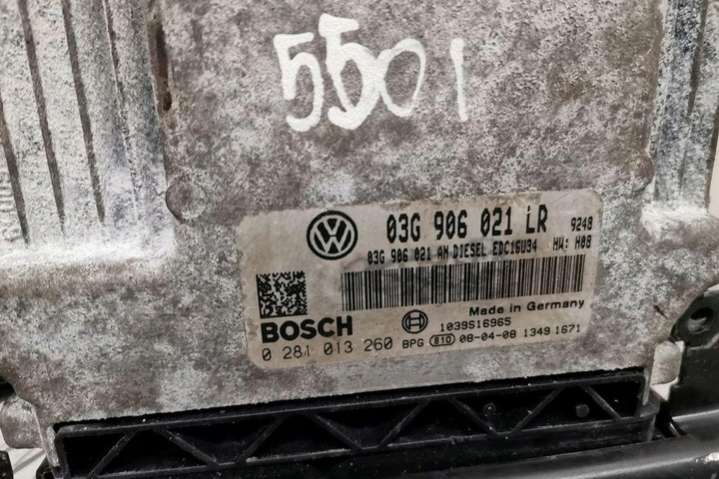 5501
03G 906 021 LR 9248
03G 906 021 AN DIESEL EDC16U34 HW: H08
Made in Germany
BOSCH 1039S16965
0 281 013 260 BPG 610 08-04-08 1349 1671